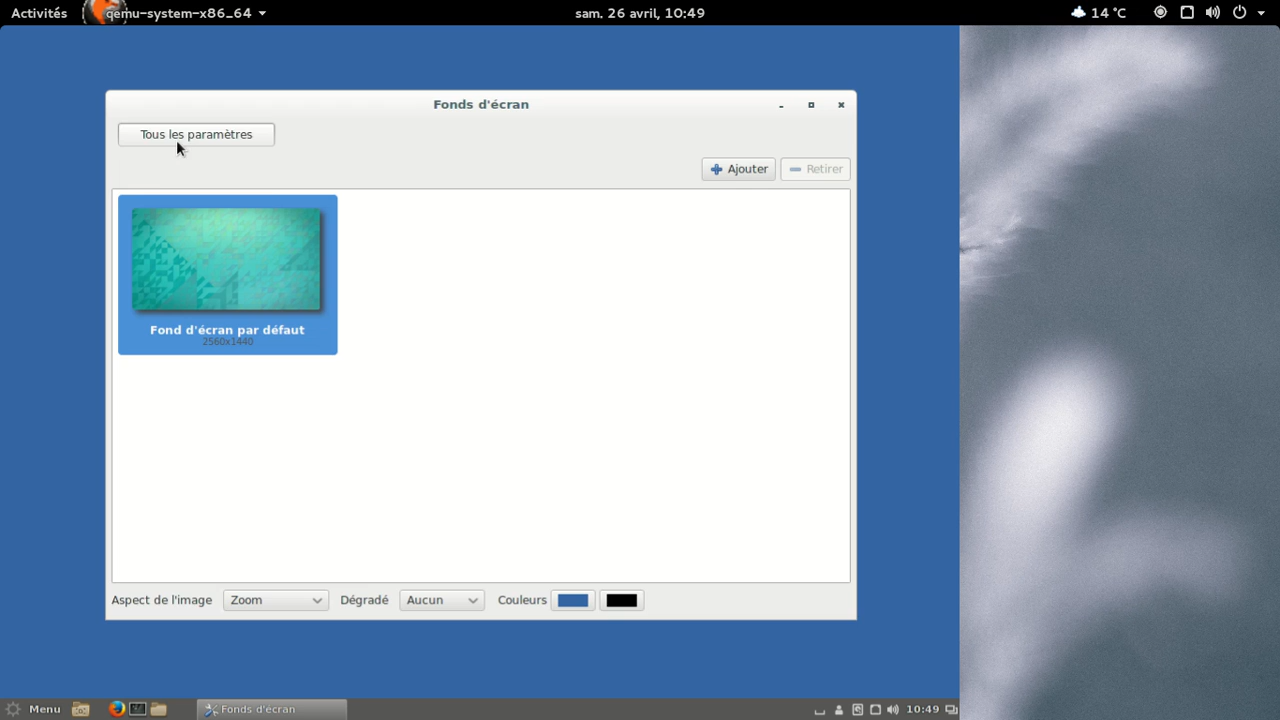 Activités qemu-system-x86_64 sam. 26 avril, 10:49 14 °C
Fonds d'écran
Tous les paramètres
Ajouter Retirer
Fond d'écran par défaut
2560x1440
Aspect de l'image Zoom Dégradé Aucun Couleurs
Menu Fonds d'écran 10:49